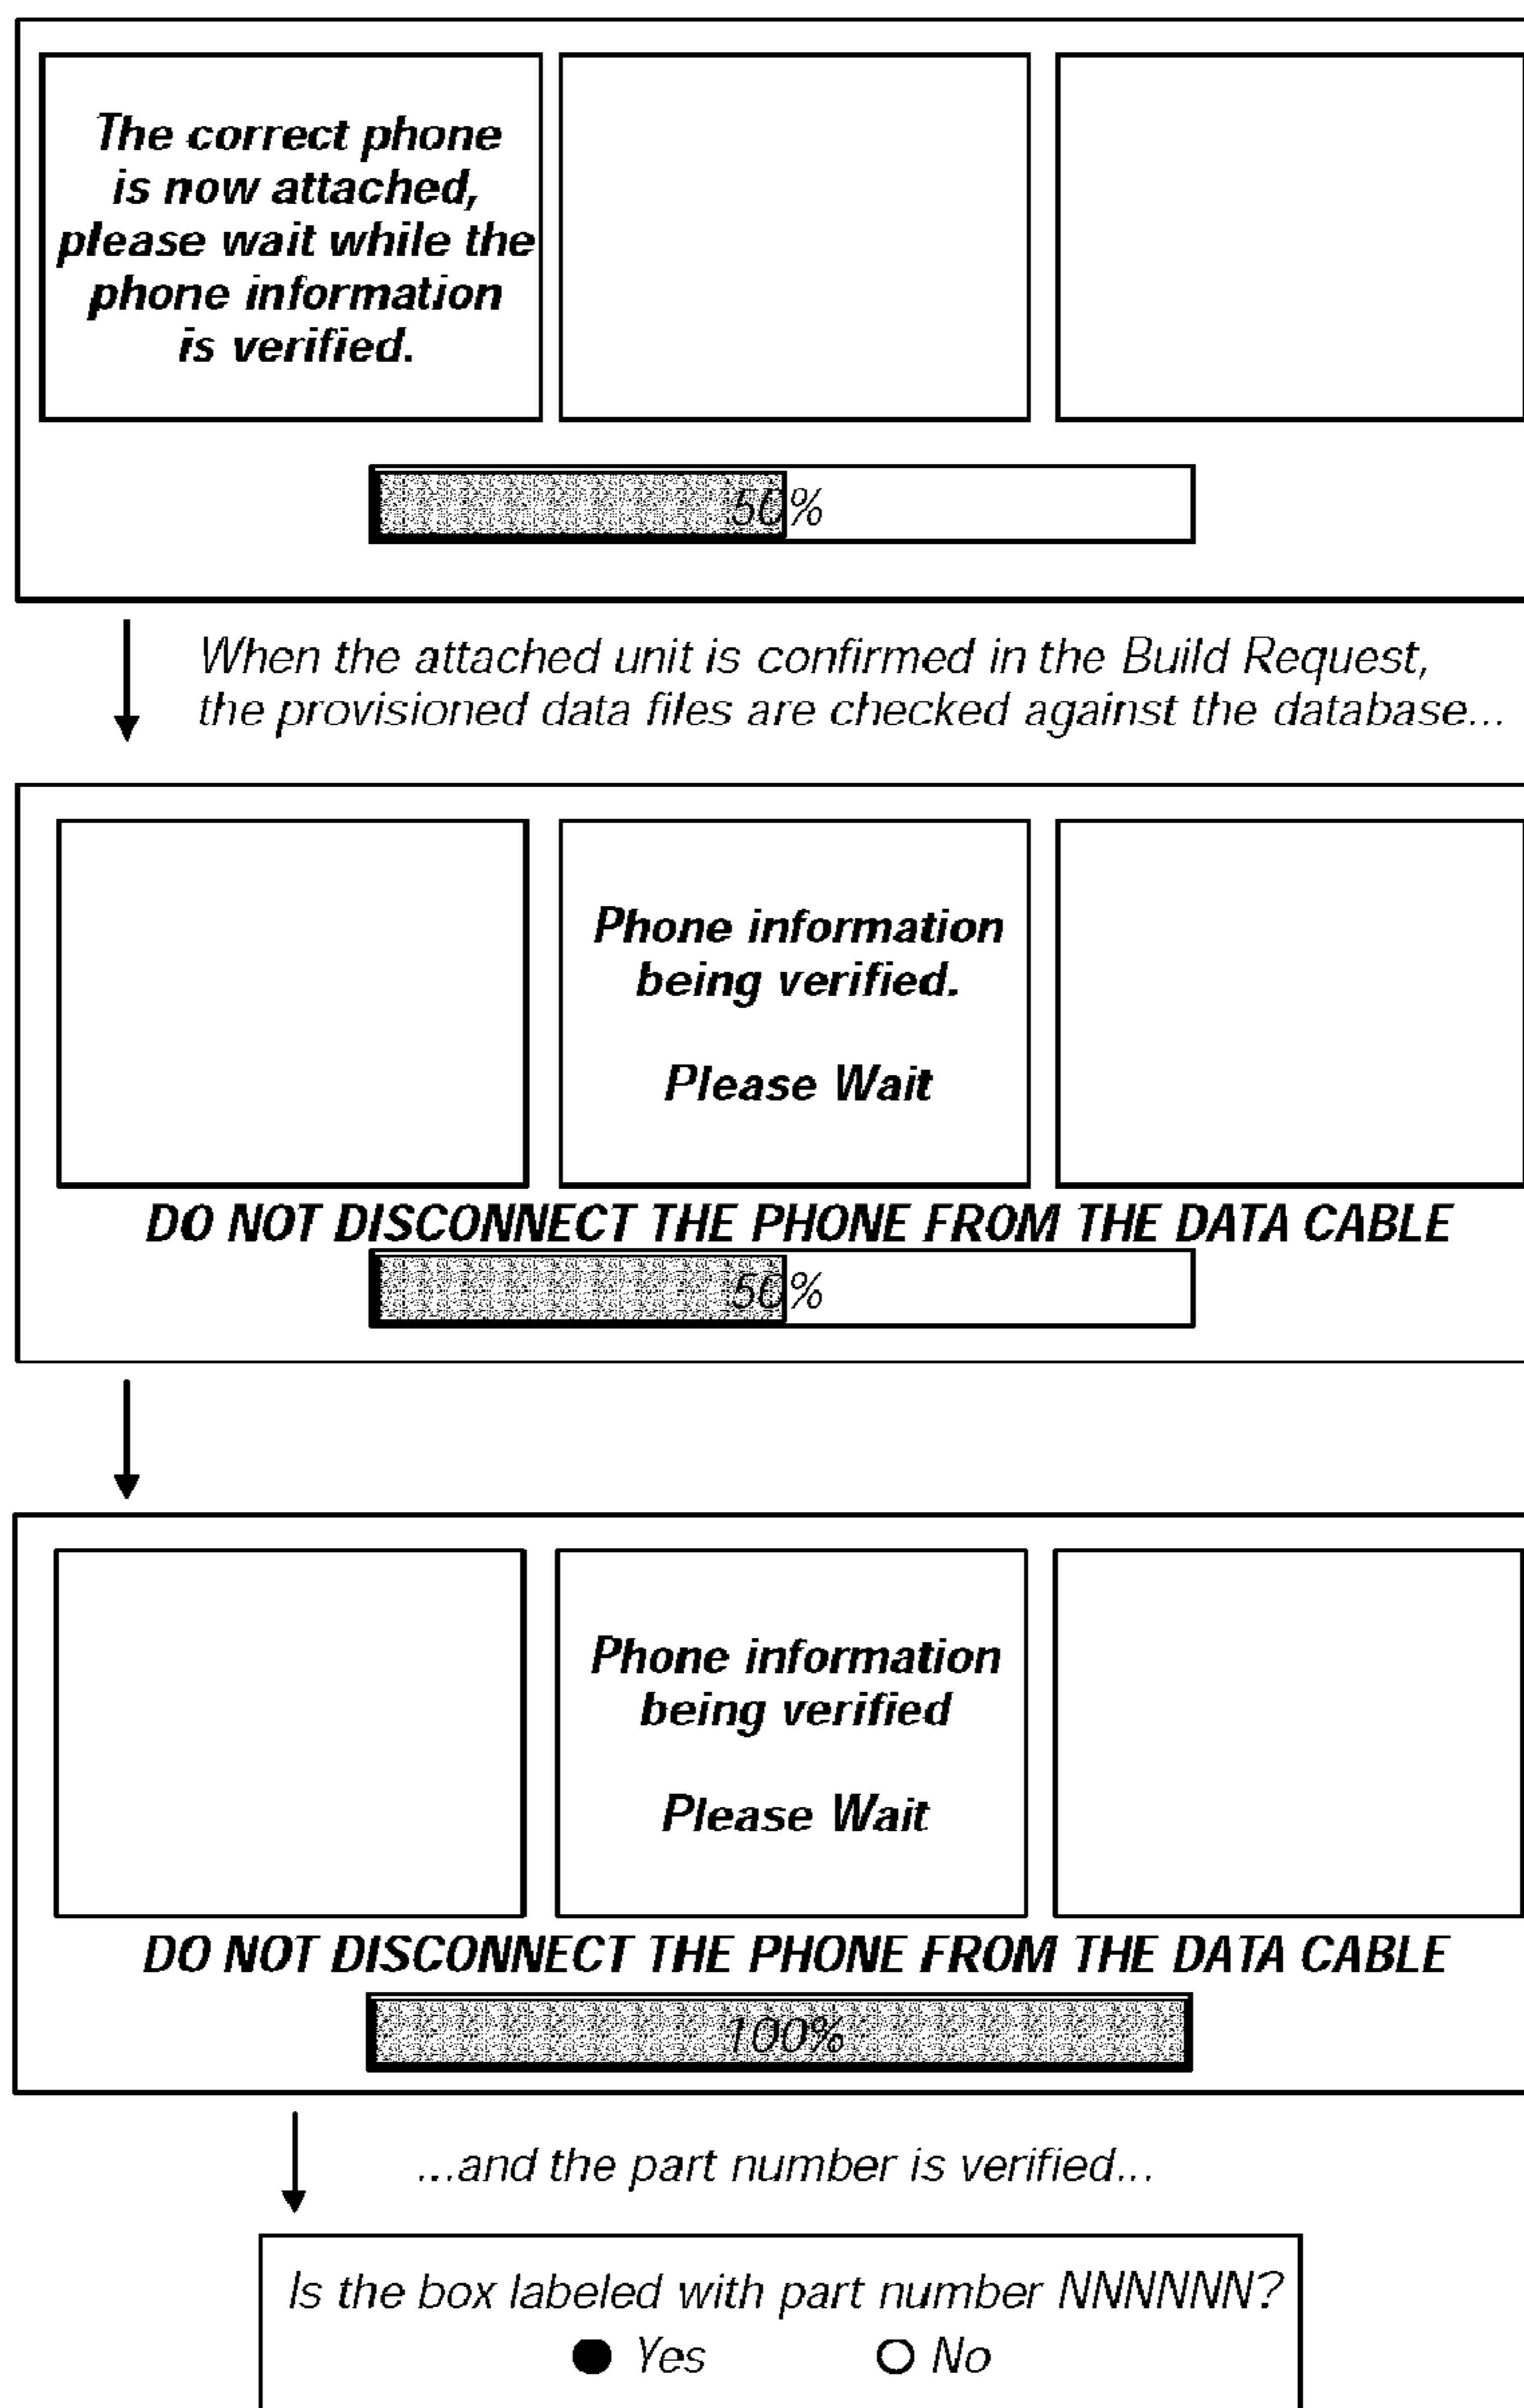 The correct phone
is now attached,
please wait while the
phone information
is verified.
50%
When the attached unit is confirmed in the Build Request,
the provisioned data files are checked against the database...
Phone information
being verified.
Please Wait
DO NOT DISCONNECT THE PHONE FROM THE DATA CABLE
50%
Phone information
being verified
Please Wait
DO NOT DISCONNECT THE PHONE FROM THE DATA CABLE
100%
...and the part number is verified...
Is the box labeled with part number NNNNNN?
Yes No